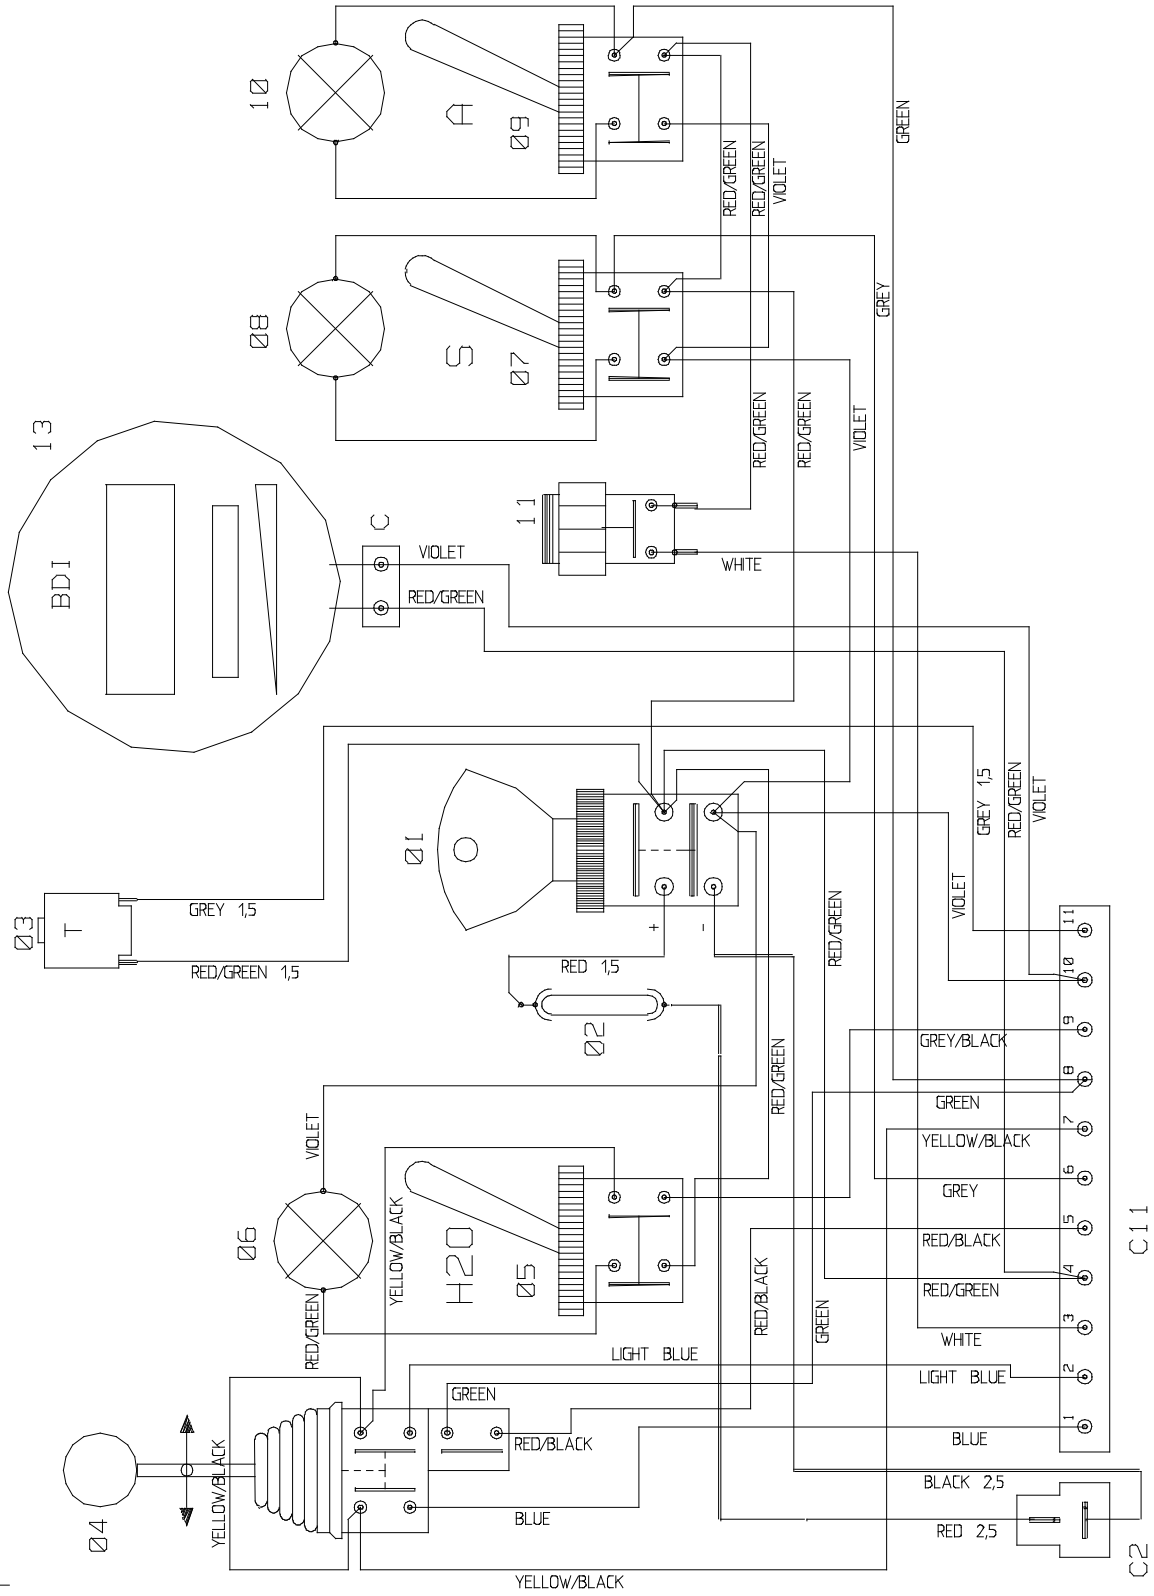 10
A
09
GREEN
RED/GREEN
RED/GREEN
VIOLET
08
S
07
GREY
13
BDI
C
VIOLET
RED/GREEN
11
WHITE
RED/GREEN
RED/GREEN
VIOLET
03
T
GREY 1,5
RED/GREEN 1,5
01
+
-
RED 1,5
02
RED/GREEN
VIOLET
GREY 1,5
RED/GREEN
VIOLET
06
VIOLET
RED/GREEN
H2O
05
YELLOW/BLACK
RED/GREEN
RED/BLACK
GREEN
LIGHT BLUE
04
YELLOW/BLACK
GREEN
RED/BLACK
BLUE
YELLOW/BLACK
GREY/BLACK
GREEN
YELLOW/BLACK
GREY
RED/BLACK
RED/GREEN
WHITE
LIGHT BLUE
BLUE
BLACK 2,5
RED 2,5
11
10
9
8
7
6
5
4
3
2
1
C11
C2